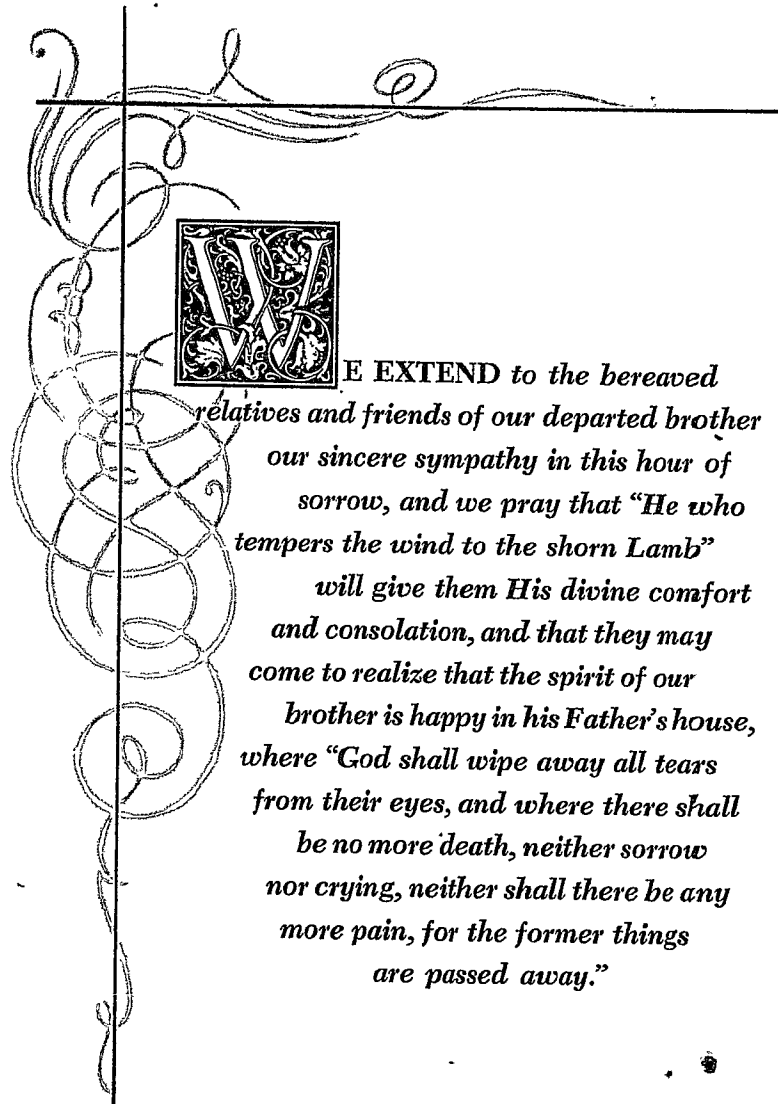 WE EXTEND to the bereaved
relatives and friends of our departed brother
our sincere sympathy in this hour of
sorrow, and we pray that “He who
tempers the wind to the shorn Lamb”
will give them His divine comfort
and consolation, and that they may
come to realize that the spirit of our
brother is happy in his Father’s house,
where “God shall wipe away all tears
from their eyes, and where there shall
be no more death, neither sorrow
nor crying, neither shall there be any
more pain, for the former things
are passed away.”